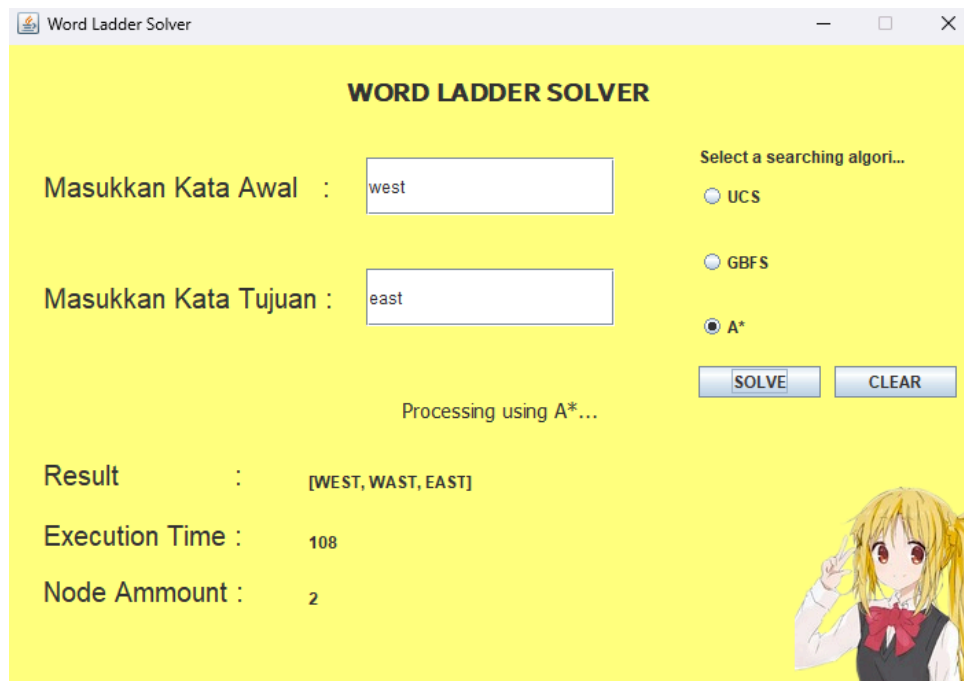 Word Ladder Solver
WORD LADDER SOLVER
Select a searching algori...
Masukkan Kata Awal :
west
UCS
GBFS
Masukkan Kata Tujuan :
east
A*
SOLVE
CLEAR
Processing using A*...
Result :
[WEST, WAST, EAST]
Execution Time :
108
Node Ammount :
2